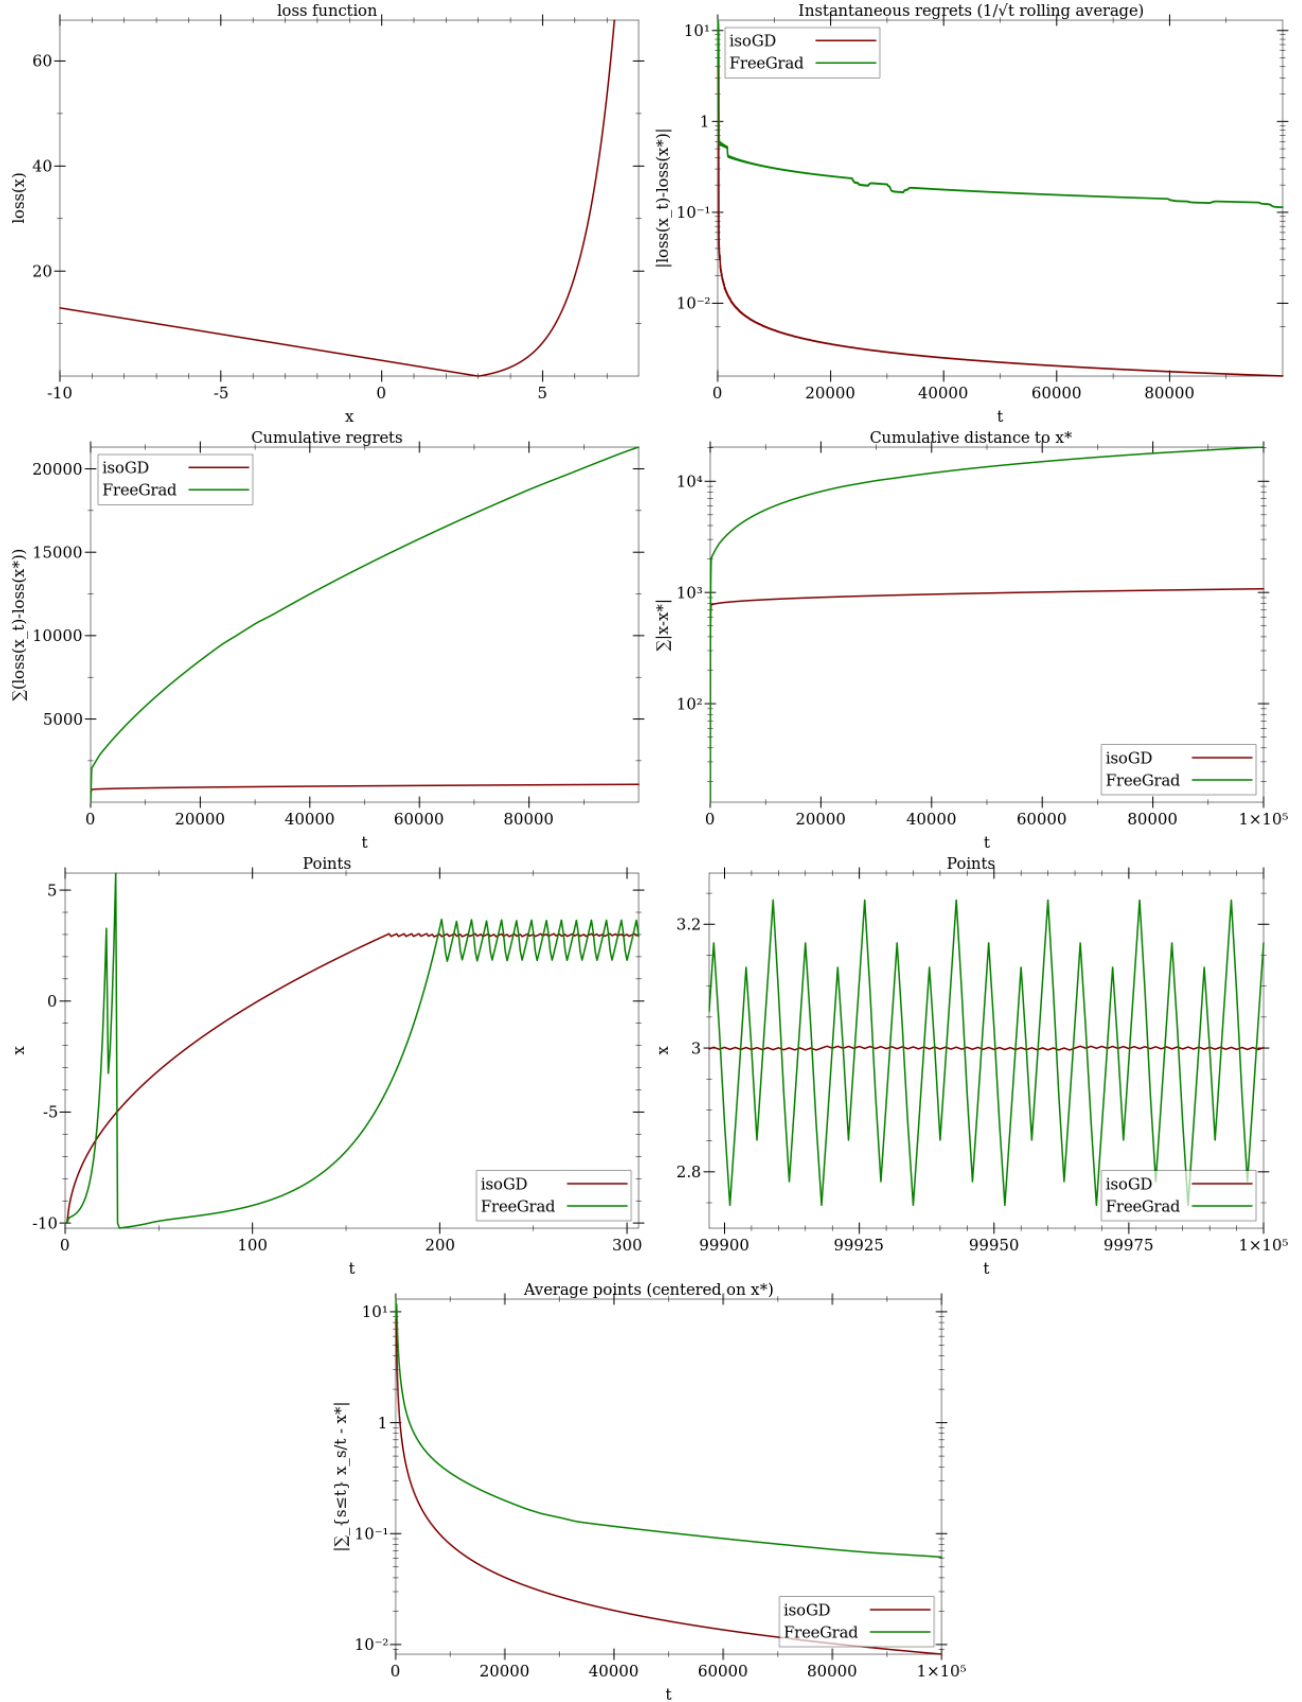 loss function
loss(x)
60
40
20
-10
-5
0
5
x
Instantaneous regrets (1/√t rolling average)
|loss(x_t)-loss(x*)|
isoGD
FreeGrad
10¹
1
10⁻¹
10⁻²
0
20000
40000
60000
80000
t
Cumulative regrets
∑(loss(x_t)-loss(x*))
isoGD
FreeGrad
20000
15000
10000
5000
0
20000
40000
60000
80000
t
Cumulative distance to x*
∑|x-x*|
10⁴
10³
10²
isoGD
FreeGrad
0
20000
40000
60000
80000
1×10⁵
t
Points
x
5
0
-5
-10
isoGD
FreeGrad
0
100
200
300
t
Points
x
3.2
3
2.8
isoGD
FreeGrad
99900
99925
99950
99975
1×10⁵
t
Average points (centered on x*)
|∑_{s≤t} x_s/t - x*|
10¹
1
10⁻¹
10⁻²
isoGD
FreeGrad
0
20000
40000
60000
80000
1×10⁵
t